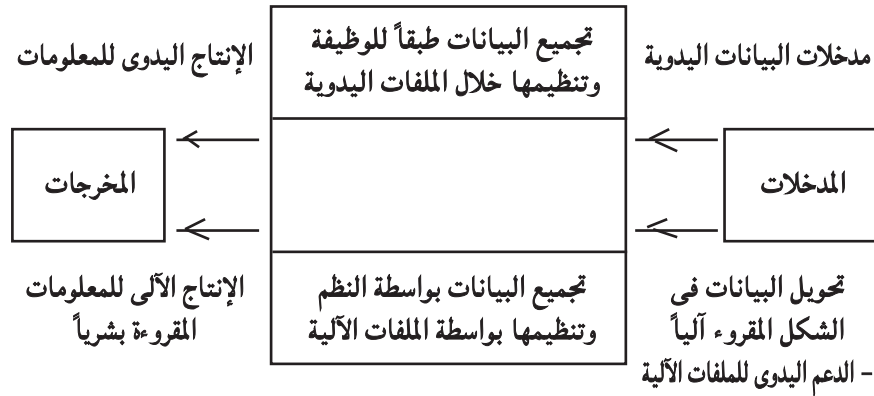 مدخلات البيانات اليدوية
المدخلات
تحويل البيانات فى
الشكل المقروء آلياً
- الدعم اليدوى للملفات الآلية
تجميع البيانات طبقاً للوظيفة
وتنظيمها خلال الملفات اليدوية
تجميع البيانات بواسطة النظم
وتنظيمها بواسطة الملفات الآلية
الإنتاج اليدوى للمعلومات
المخرجات
الإنتاج الآلى للمعلومات
المقروءة بشرياً